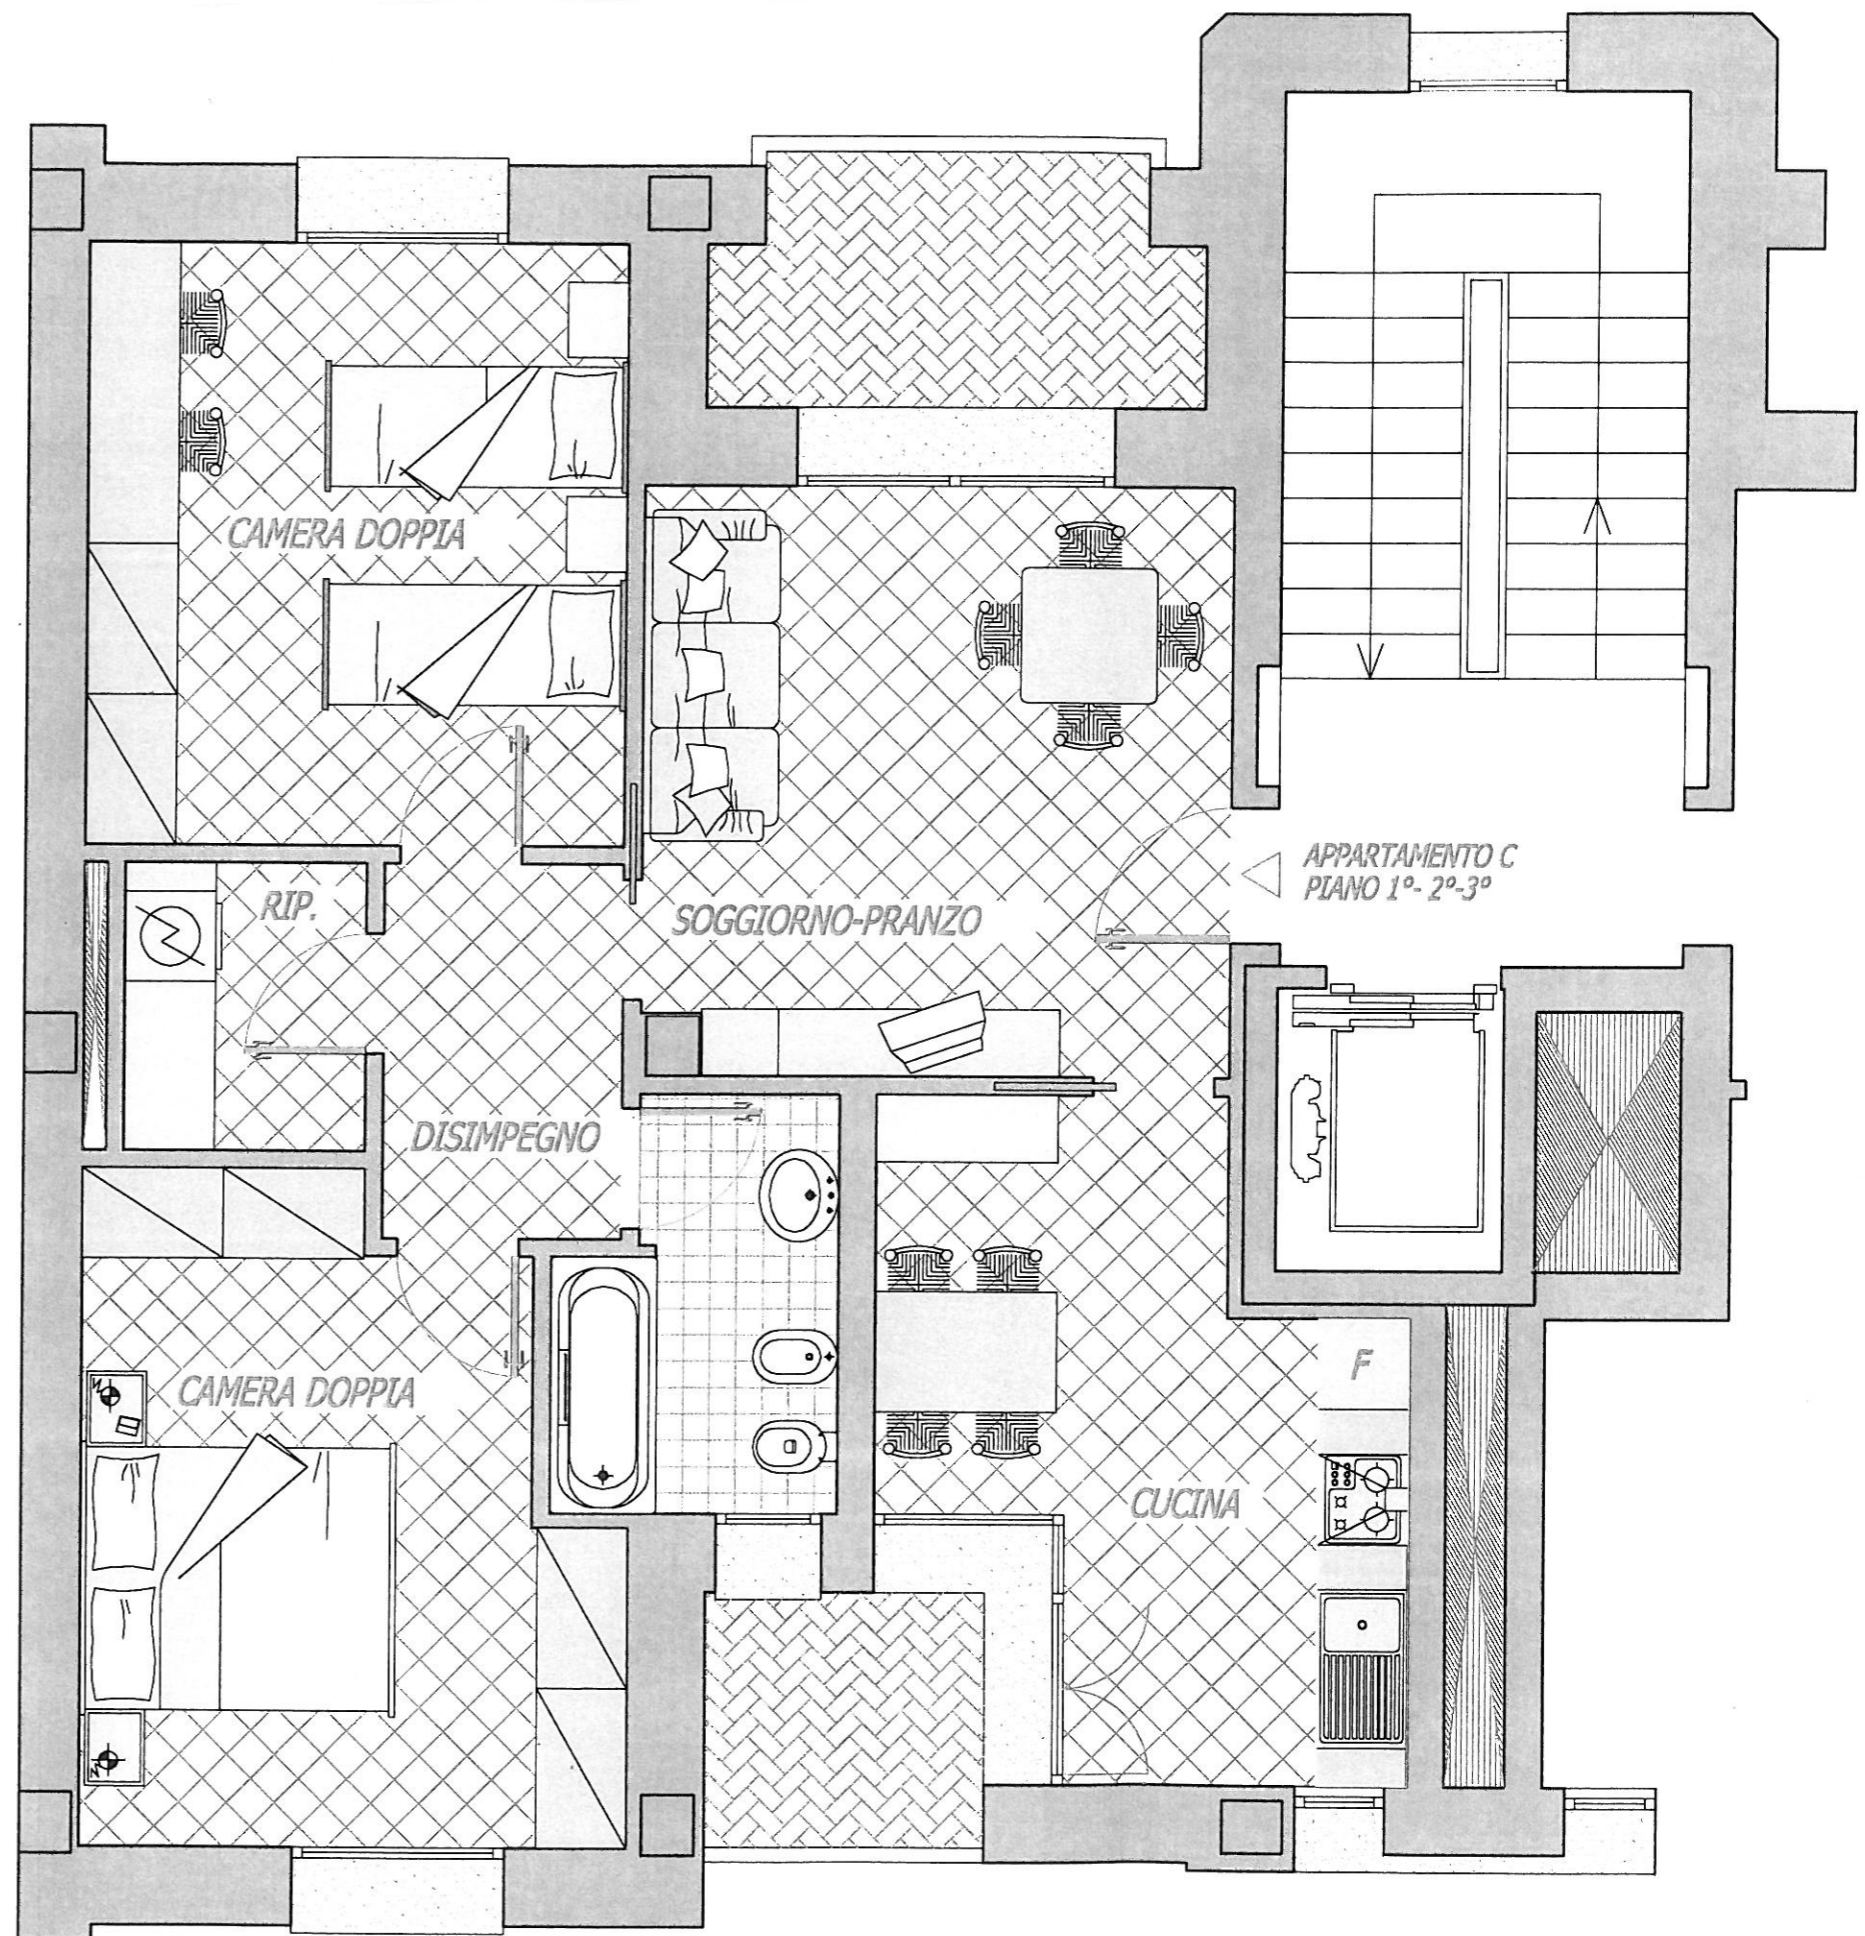 CAMERA DOPPIA
APPARTAMENTO C
PIANO 1°- 2°-3°
RIP.
SOGGIORNO-PRANZO
DISIMPEGNO
F
CAMERA DOPPIA
CUCINA